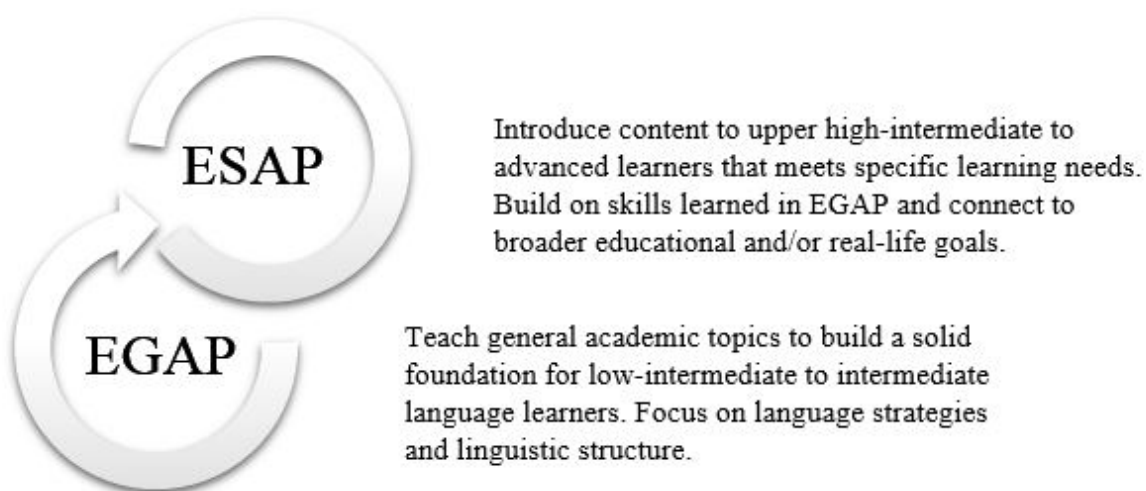 ESAP
Introduce content to upper high-intermediate to
advanced learners that meets specific learning needs.
Build on skills learned in EGAP and connect to
broader educational and/or real-life goals.
EGAP
Teach general academic topics to build a solid
foundation for low-intermediate to intermediate
language learners. Focus on language strategies
and linguistic structure.